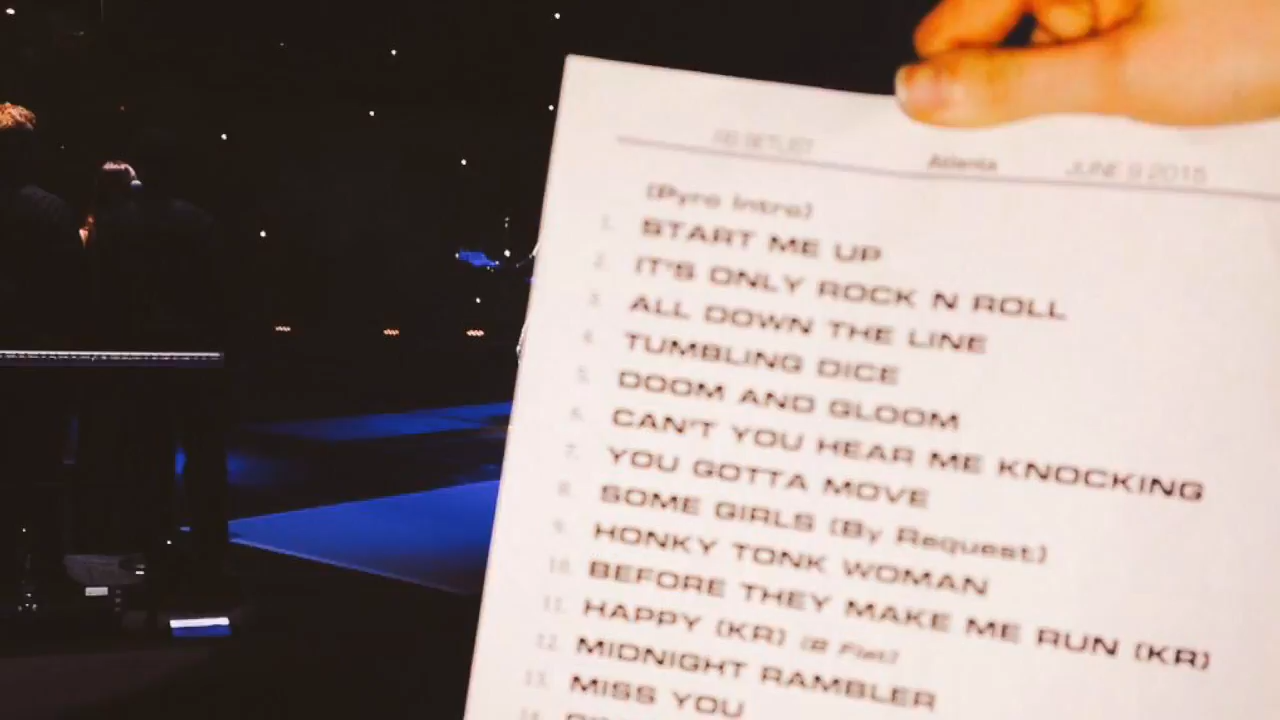 SETLIST Atlanta JUNE 9 2015
(Pyro Intro)
1. START ME UP
2. IT'S ONLY ROCK N ROLL
3. ALL DOWN THE LINE
4. TUMBLING DICE
5. DOOM AND GLOOM
6. CAN'T YOU HEAR ME KNOCKING
7. YOU GOTTA MOVE
8. SOME GIRLS (By Request)
9. HONKY TONK WOMAN
10. BEFORE THEY MAKE ME RUN (KR)
11. HAPPY (KR)
12. MIDNIGHT RAMBLER
13. MISS YOU
14.